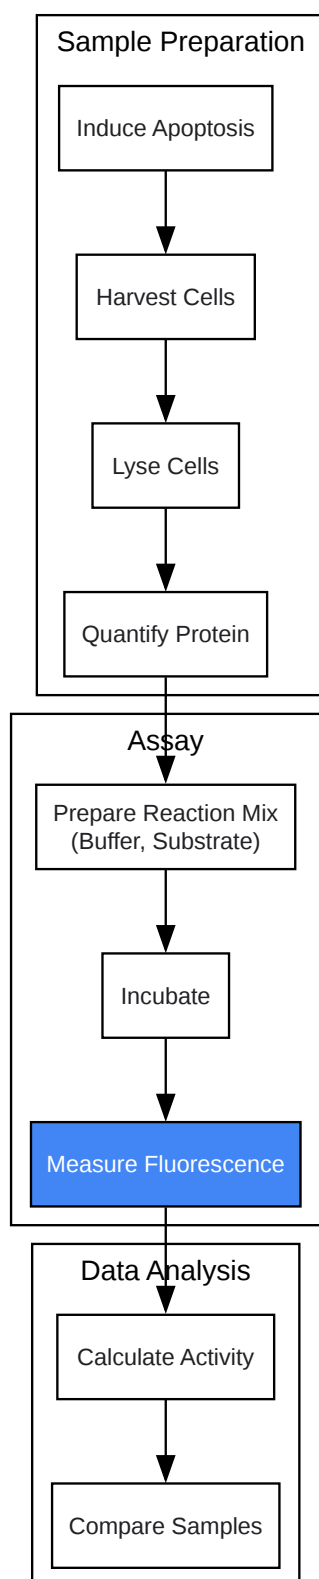 Sample Preparation
Induce Apoptosis
Harvest Cells
Lyse Cells
Quantify Protein
Assay
Prepare Reaction Mix
(Buffer, Substrate)
Incubate
Measure Fluorescence
Data Analysis
Calculate Activity
Compare Samples